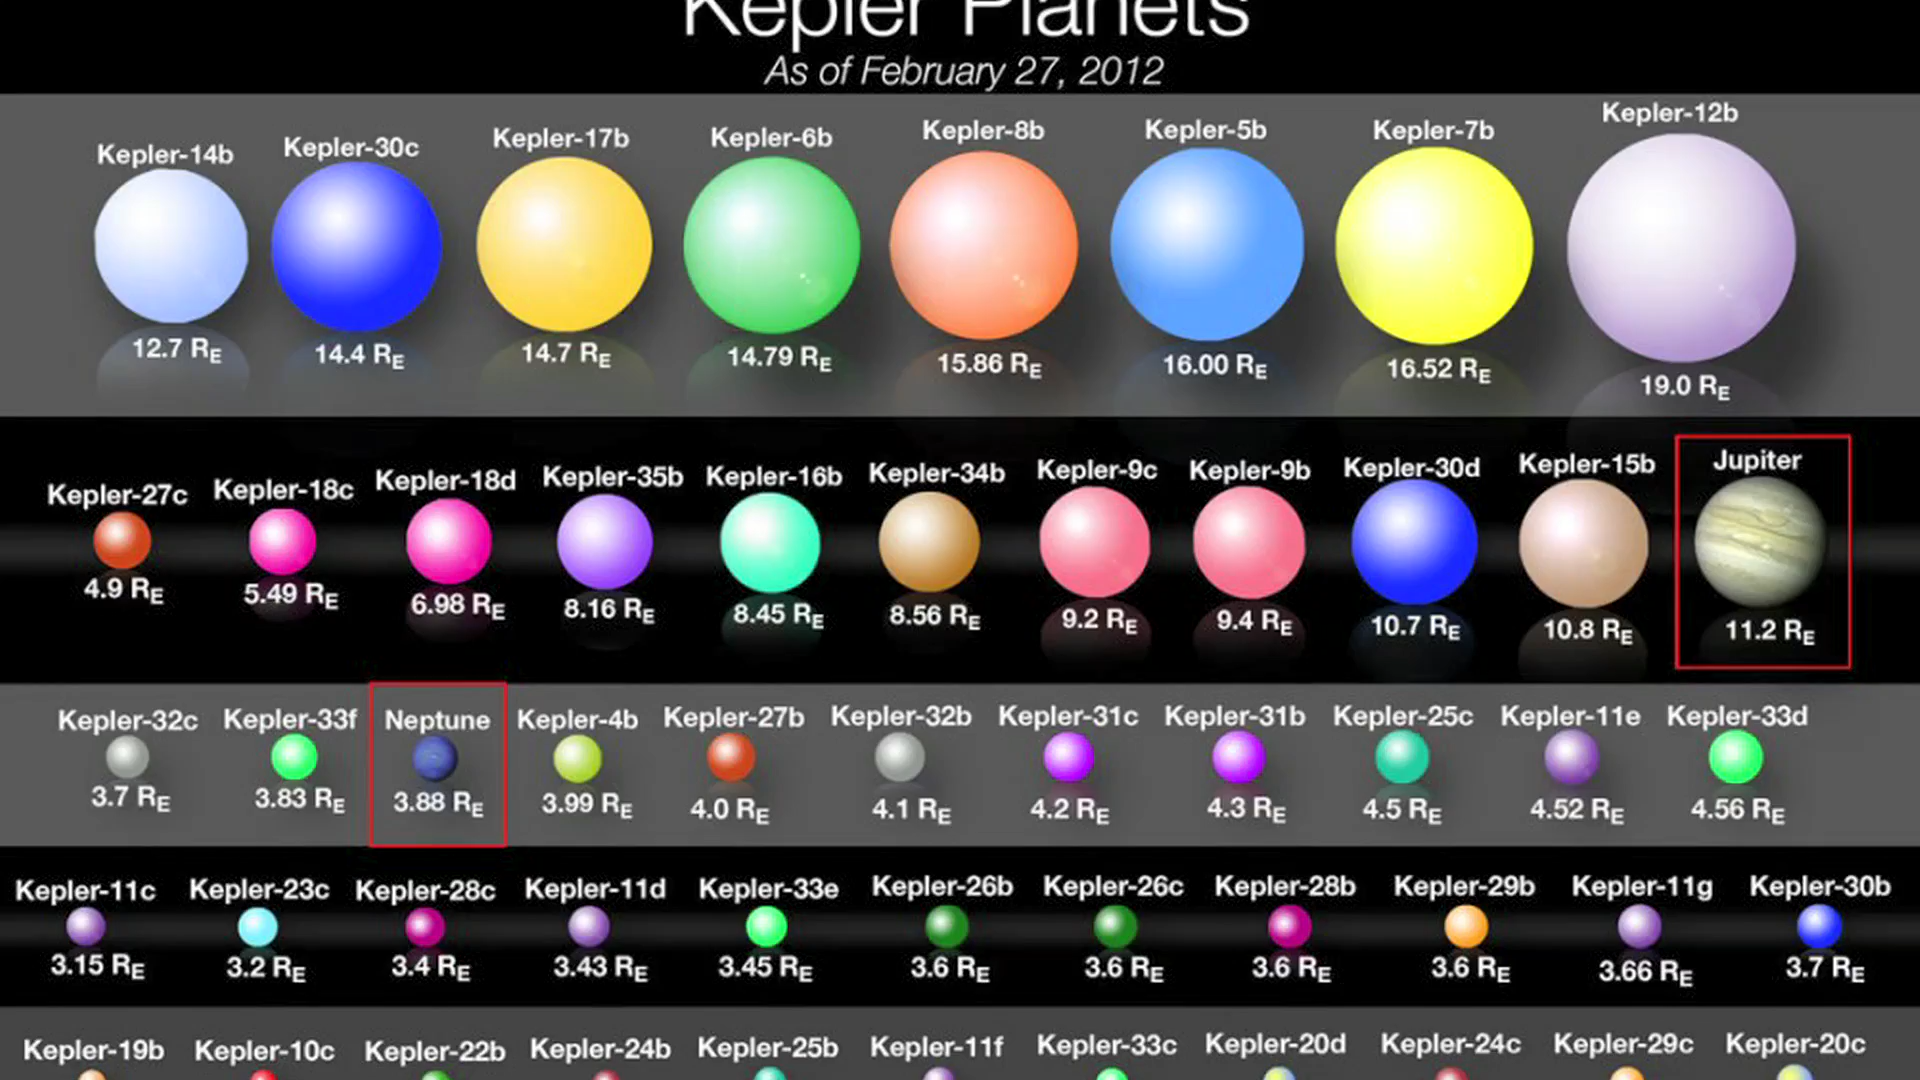 Kepler Planets
As of February 27, 2012
Kepler-14b Kepler-30c Kepler-17b Kepler-6b Kepler-8b Kepler-5b Kepler-7b Kepler-12b
12.7 RE 14.4 RE 14.7 RE 14.79 RE 15.86 RE 16.00 RE 16.52 RE 19.0 RE
Kepler-27c Kepler-18c Kepler-18d Kepler-35b Kepler-16b Kepler-34b Kepler-9c Kepler-9b Kepler-30d Kepler-15b Jupiter
4.9 RE 5.49 RE 6.98 RE 8.16 RE 8.45 RE 8.56 RE 9.2 RE 9.4 RE 10.7 RE 10.8 RE 11.2 RE
Kepler-32c Kepler-33f Neptune Kepler-4b Kepler-27b Kepler-32b Kepler-31c Kepler-31b Kepler-25c Kepler-11e Kepler-33d
3.7 RE 3.83 RE 3.88 RE 3.99 RE 4.0 RE 4.1 RE 4.2 RE 4.3 RE 4.5 RE 4.52 RE 4.56 RE
Kepler-11c Kepler-23c Kepler-28c Kepler-11d Kepler-33e Kepler-26b Kepler-26c Kepler-28b Kepler-29b Kepler-11g Kepler-30b
3.15 RE 3.2 RE 3.4 RE 3.43 RE 3.45 RE 3.6 RE 3.6 RE 3.6 RE 3.6 RE 3.66 RE 3.7 RE
Kepler-19b Kepler-10c Kepler-22b Kepler-24b Kepler-25b Kepler-11f Kepler-33c Kepler-20d Kepler-24c Kepler-29c Kepler-20c